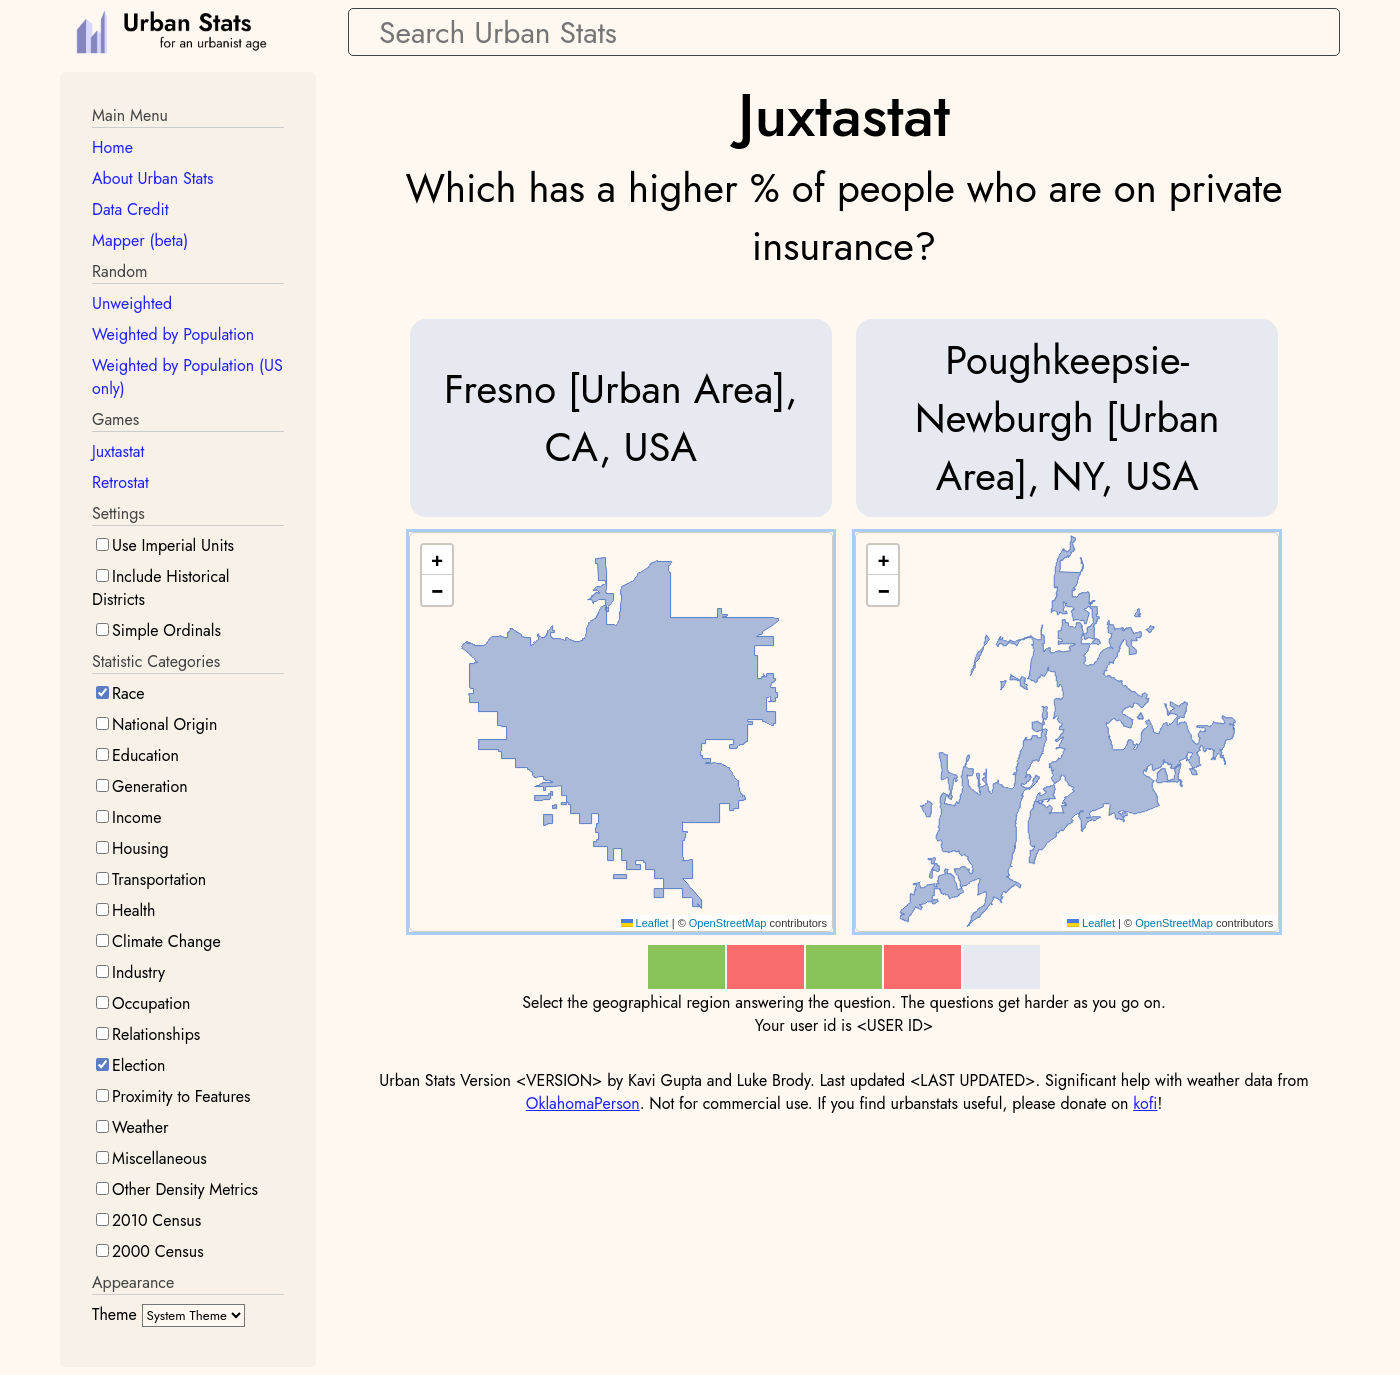 Urban Stats
for an urbanist age
Search Urban Stats
Main Menu
Home
About Urban Stats
Data Credit
Mapper (beta)
Random
Unweighted
Weighted by Population
Weighted by Population (US
only)
Games
Juxtastat
Retrostat
Settings
Use Imperial Units
Include Historical
Districts
Simple Ordinals
Statistic Categories
Race
National Origin
Education
Generation
Income
Housing
Transportation
Health
Climate Change
Industry
Occupation
Relationships
Election
Proximity to Features
Weather
Miscellaneous
Other Density Metrics
2010 Census
2000 Census
Appearance
Theme System Theme
Juxtastat
Which has a higher % of people who are on private
insurance?
Fresno [Urban Area],
CA, USA
Poughkeepsie-
Newburgh [Urban
Area], NY, USA
+
−
Leaflet | © OpenStreetMap contributors
+
−
Leaflet | © OpenStreetMap contributors
Select the geographical region answering the question. The questions get harder as you go on.
Your user id is <USER ID>
Urban Stats Version <VERSION> by Kavi Gupta and Luke Brody. Last updated <LAST UPDATED>. Significant help with weather data from
OklahomaPerson. Not for commercial use. If you find urbanstats useful, please donate on kofi!